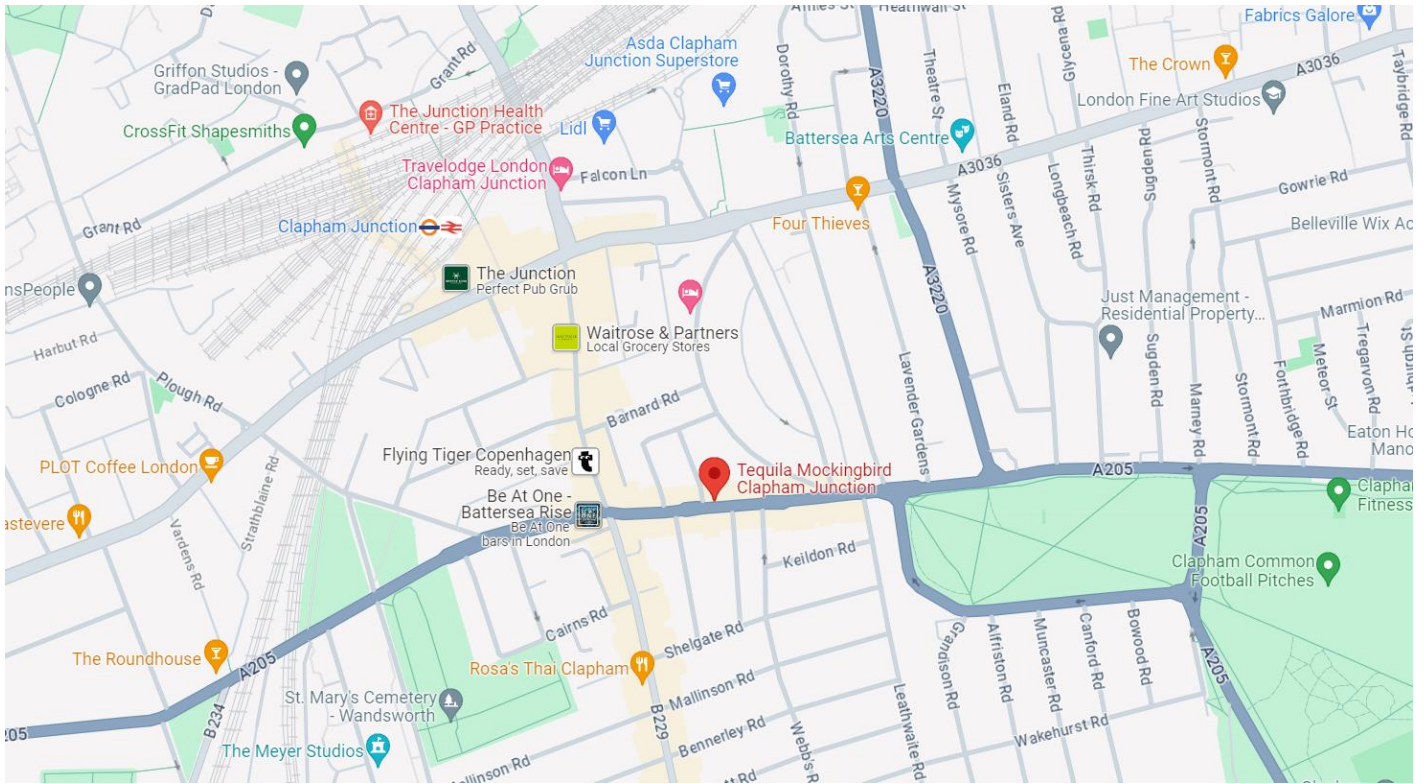 Heathwall St
Fabrics Galore
Grant Rd
Asda Clapham
Junction Superstore
Dorothy Rd
A3220
Theatre St
Eland Rd
Glycena Rd
The Crown
A3036
Taybridge Rd
Griffon Studios -
GradPad London
London Fine Art Studios
The Junction Health
Centre - GP Practice
CrossFit Shapesmiths
Lidl
Battersea Arts Centre
Travelodge London
Clapham Junction
Falcon Ln
A3036
Mysore Rd
Sisters Ave
Longbeach Rd
Thirsk Rd
Sugden Rd
Stormont Rd
Gowrie Rd
Grant Rd
Clapham Junction
Four Thieves
Belleville Wix Ac
The Junction
Perfect Pub Grub
A3220
nsPeople
Just Management -
Residential Property...
Marmion Rd
Waitrose & Partners
Local Grocery Stores
Harbut Rd
Cologne Rd
Plough Rd
Barnard Rd
Lavender Gardens
Sugden Rd
Marney Rd
Stormont Rd
Forthbridge Rd
Meteor St
Tregarvon Rd
Eaton Ho
Mano
PLOT Coffee London
Flying Tiger Copenhagen
Ready, set, save
Tequila Mockingbird
Clapham Junction
A205
Clapham
Fitness
Be At One -
Battersea Rise
Be At One
bars in London
astevere
Vardens Rd
Strathblaine Rd
A205
Keildon Rd
Clapham Common
Football Pitches
Cairns Rd
Shelgate Rd
Grandison Rd
Alfriston Rd
Muncaster Rd
Canford Rd
Bowood Rd
A205
The Roundhouse
A205
Rosa's Thai Clapham
Mallinson Rd
Leathwaite Rd
St. Mary's Cemetery
- Wandsworth
B229
Wakehurst Rd
205
B234
The Meyer Studios
Bennerley Rd
Webb's R
Mallinson Rd